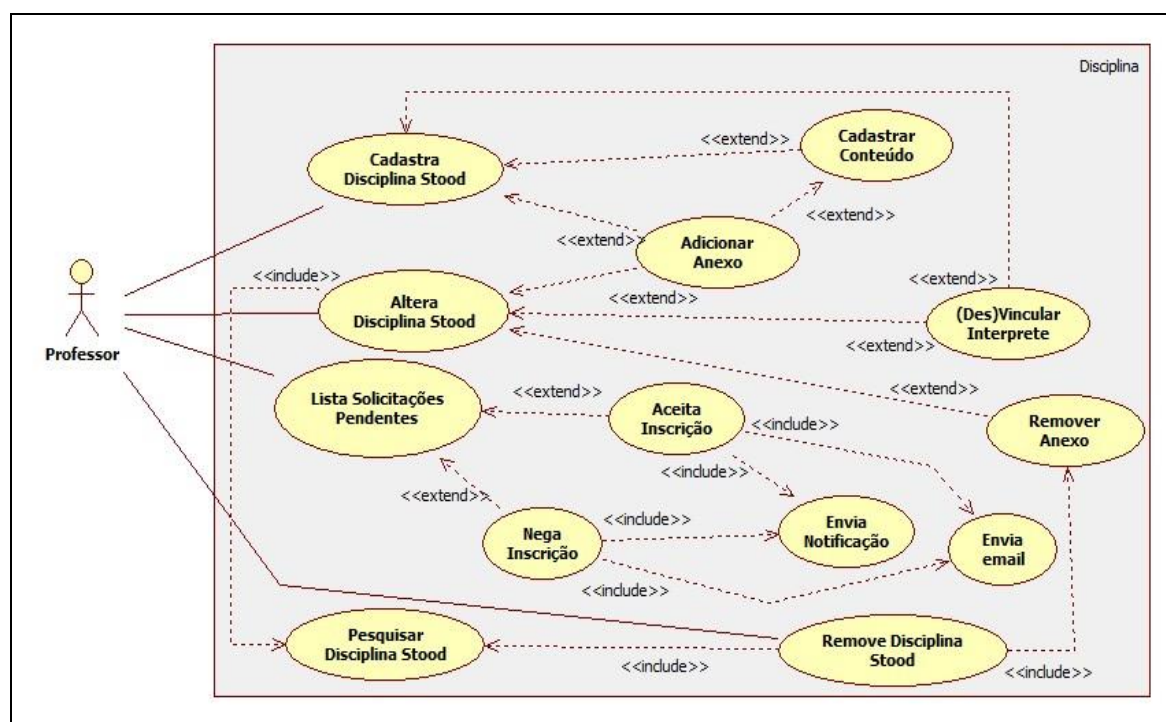 Disciplina
<<extend>>
Cadastrar
Conteúdo
Cadastra
Disciplina Stood
<<extend>>
<<extend>>
Adicionar
Anexo
<<include>>
<<extend>>
<<extend>>
Altera
Disciplina Stood
(Des)Vincular
Interprete
<<extend>>
Professor
<<extend>>
<<extend>>
Lista Solicitações
Pendentes
Aceita
Inscrição
<<include>>
Remover
Anexo
<<include>>
<<extend>>
<<include>>
Nega
Inscrição
Envia
Notificação
Envia
email
<<include>>
Pesquisar
Disciplina Stood
Remove Disciplina
Stood
<<include>>
<<include>>